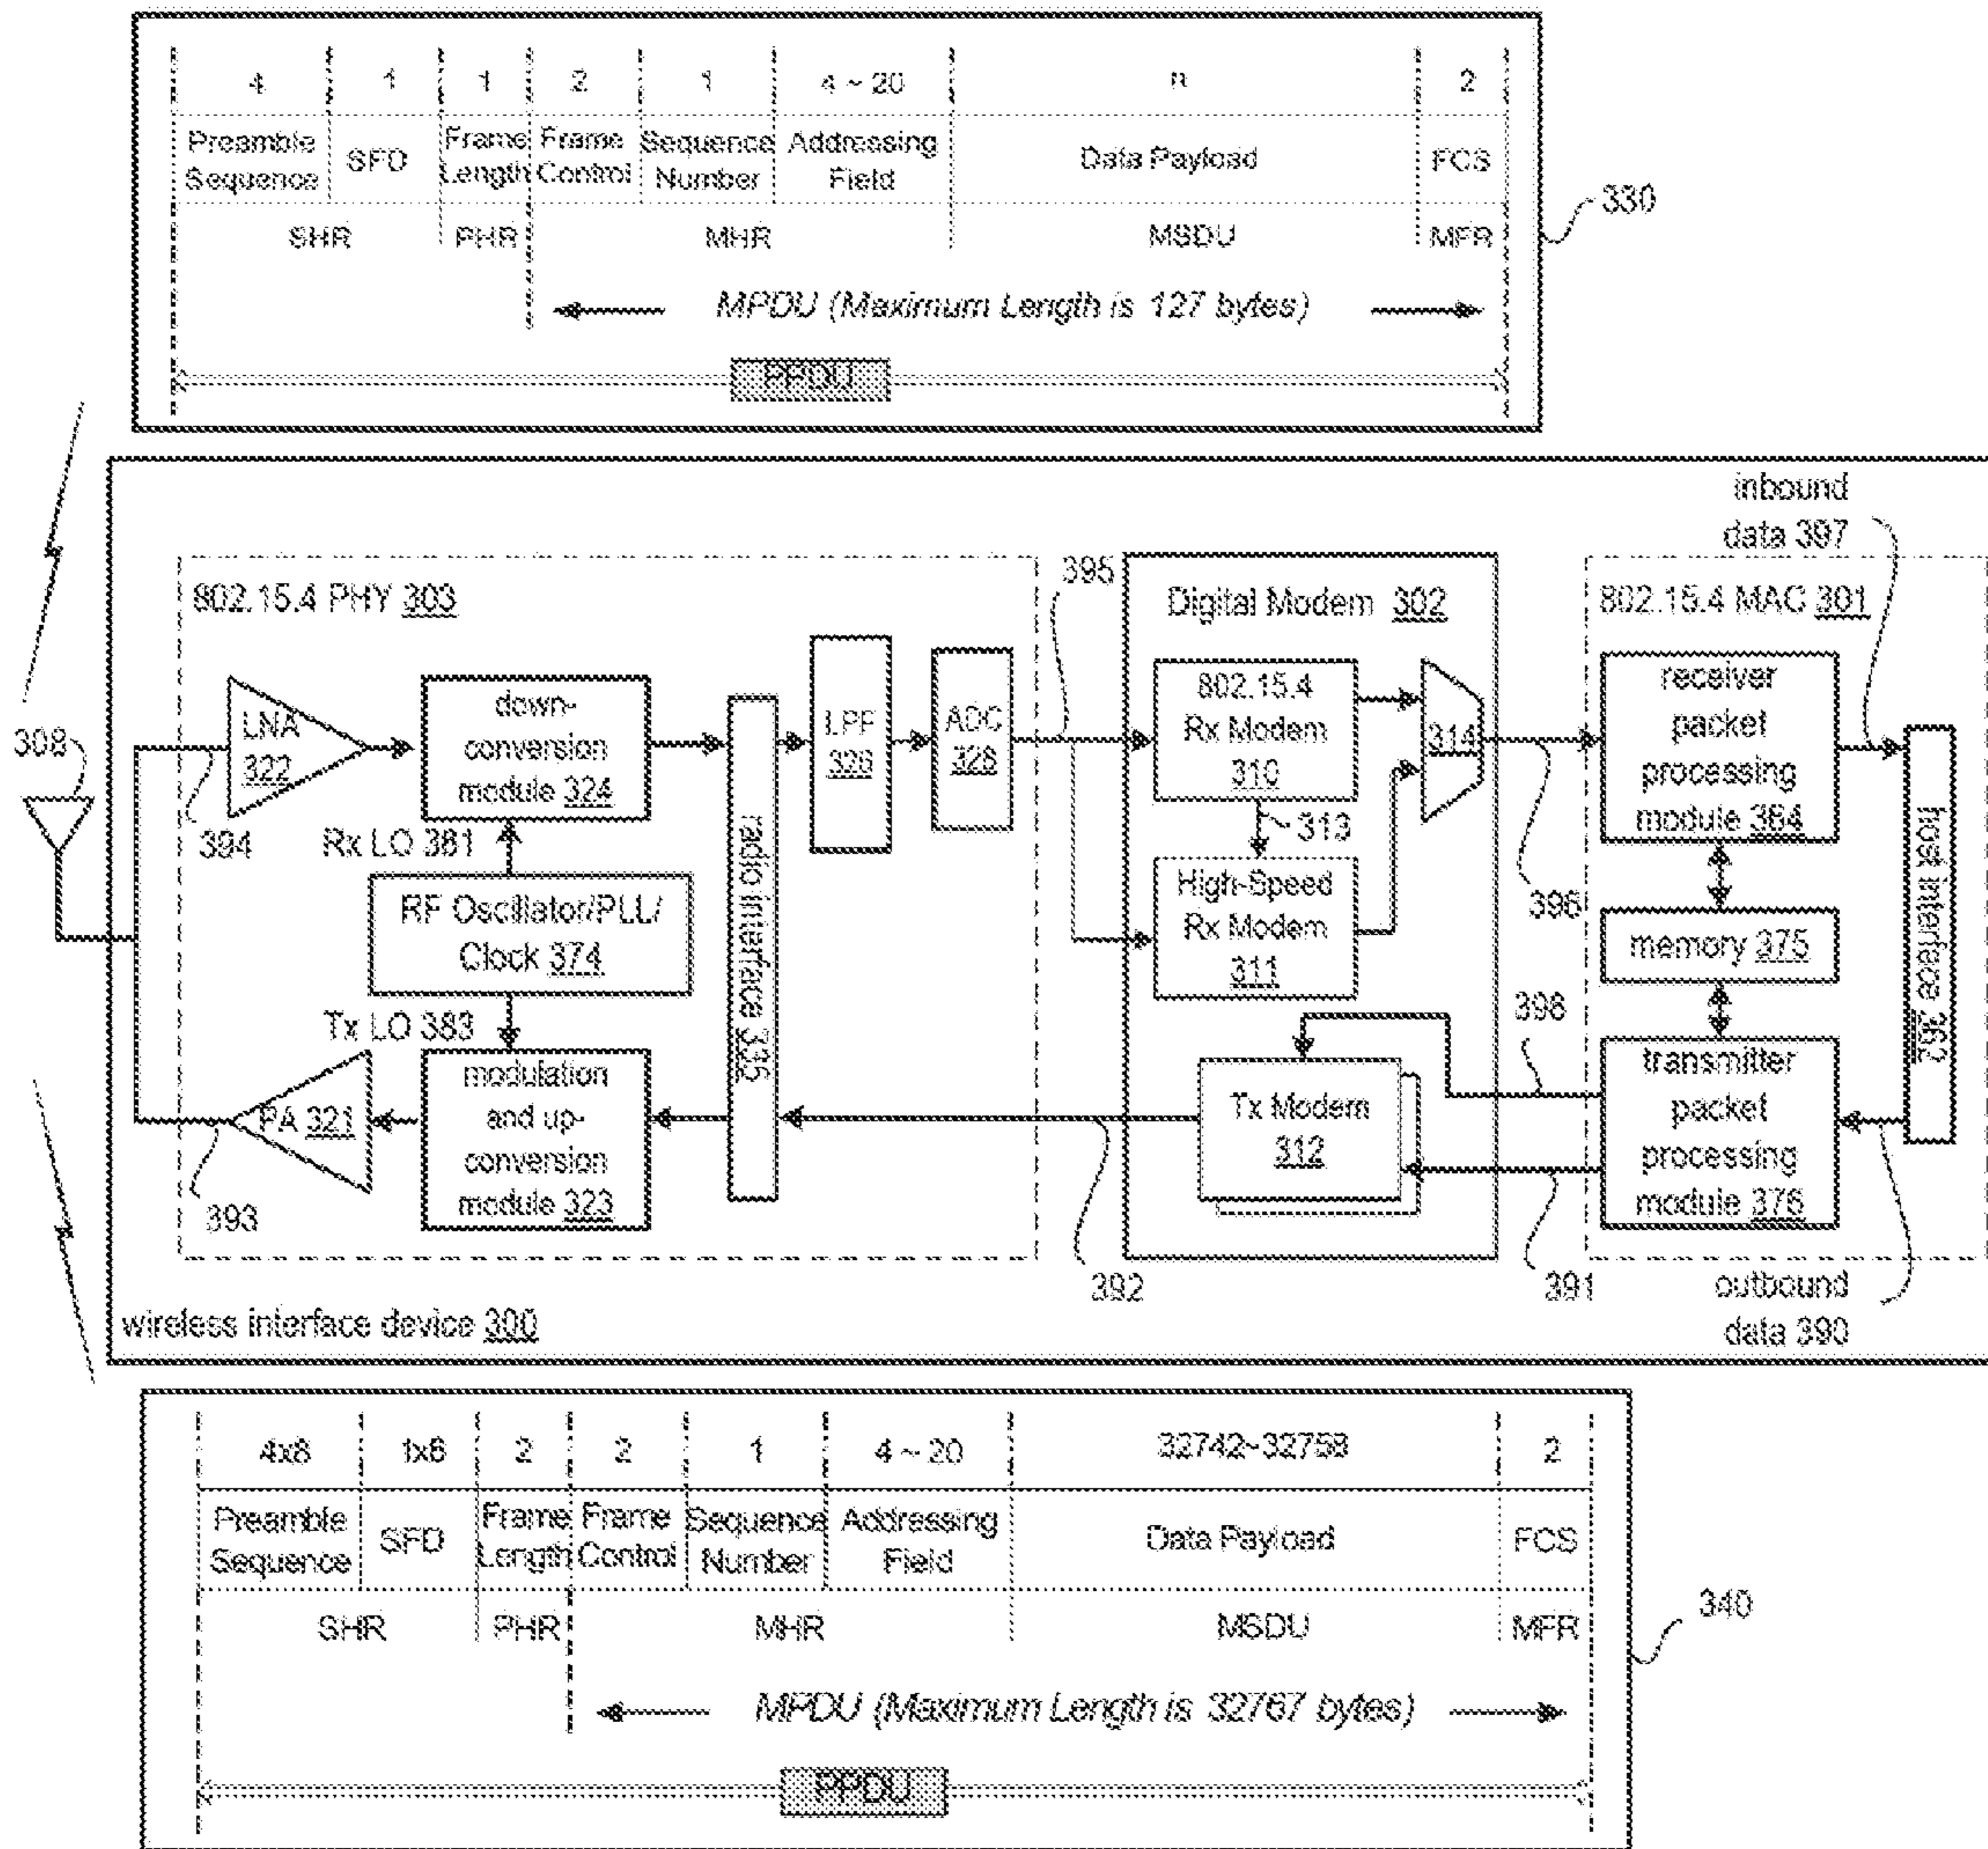 4 1 1 2 1 4 ~ 20 n 2
Preamble Sequence SFD Frame Length Frame Control Sequence Number Addressing Field Data Payload FCS
SHR PHR MHR MSDU MFR
MPDU (Maximum Length is 127 bytes)
PPDU
330
inbound
data 397
802.15.4 PHY 303
395
Digital Modem 302
802.15.4 MAC 301
308
LNA
322
394
down-
conversion
module 324
Rx LO 381
RF Oscillator/PLL/
Clock 374
Tx LO 383
modulation
and up-
conversion
module 323
PA 321
393
radio interface 335
LPF
ADC
802.15.4
Rx Modem
310
313
314
High-Speed
Rx Modem
311
396
398
Tx Modem
312
392
391
receiver
packet
processing
module 364
memory 375
transmitter
packet
processing
module 376
host interface 362
outbound
data 390
wireless interface device 300
4x8 2 2 1 4 ~ 20 2
Preamble Sequence SFD Frame Length Frame Control Sequence Number Addressing Field Data Payload FCS
SHR PHR MHR MSDU MFR
MPDU (Maximum Length is 32767 bytes)
PPDU
340